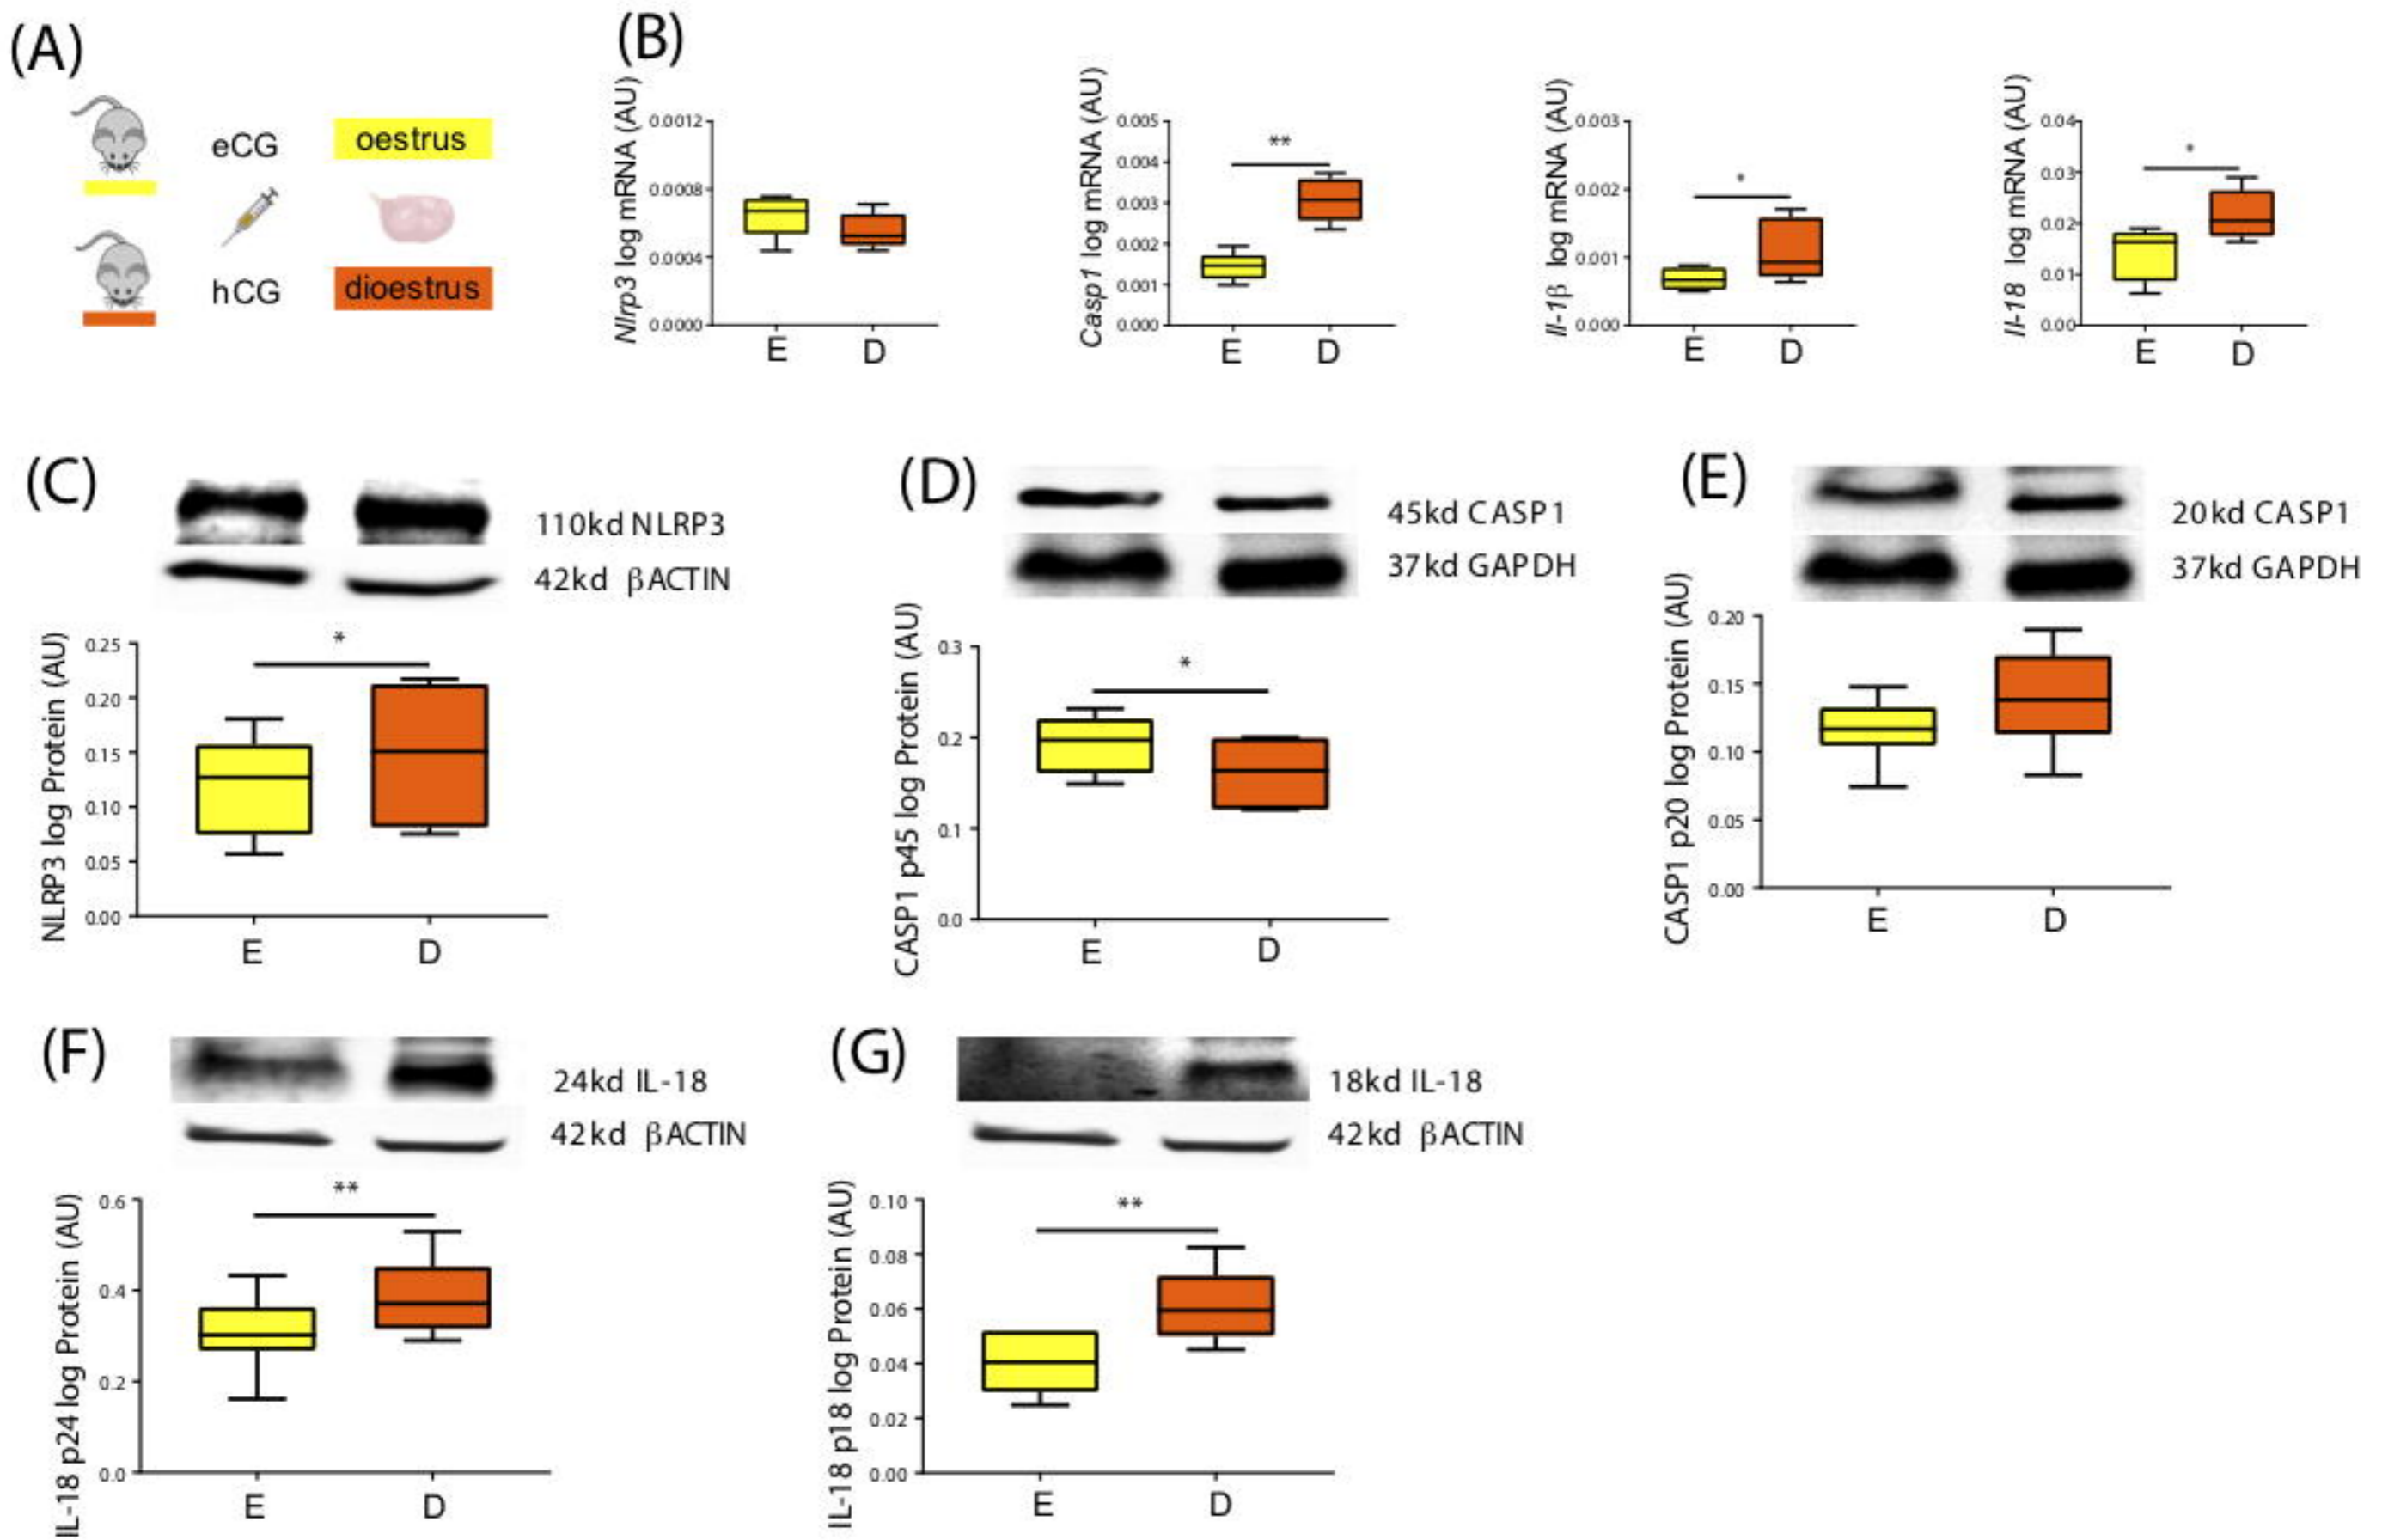 (A)
eCG
oestrus
hCG
dioestrus
(B)
Nlrp3 log mRNA (AU)
0.0012
0.0008
0.0004
0.0000
E D
Casp1 log mRNA (AU)
**
0.005
0.004
0.003
0.002
0.001
0.000
E D
Il-1β log mRNA (AU)
*
0.003
0.002
0.001
0.000
E D
Il-18 log mRNA (AU)
*
0.04
0.03
0.02
0.01
0.00
E D
(C)
110kd NLRP3
42kd βACTIN
NLRP3 log Protein (AU)
*
0.25
0.20
0.15
0.10
0.05
0.00
E D
(D)
45kd CASP1
37kd GAPDH
CASP1 p45 log Protein (AU)
*
0.3
0.2
0.1
0.0
E D
(E)
20kd CASP1
37kd GAPDH
CASP1 p20 log Protein (AU)
0.20
0.15
0.10
0.05
0.00
E D
(F)
24kd IL-18
42kd βACTIN
IL-18 p24 log Protein (AU)
**
0.6
0.4
0.2
0.0
E D
(G)
18kd IL-18
42kd βACTIN
IL-18 p18 log Protein (AU)
**
0.10
0.08
0.06
0.04
0.02
0.00
E D